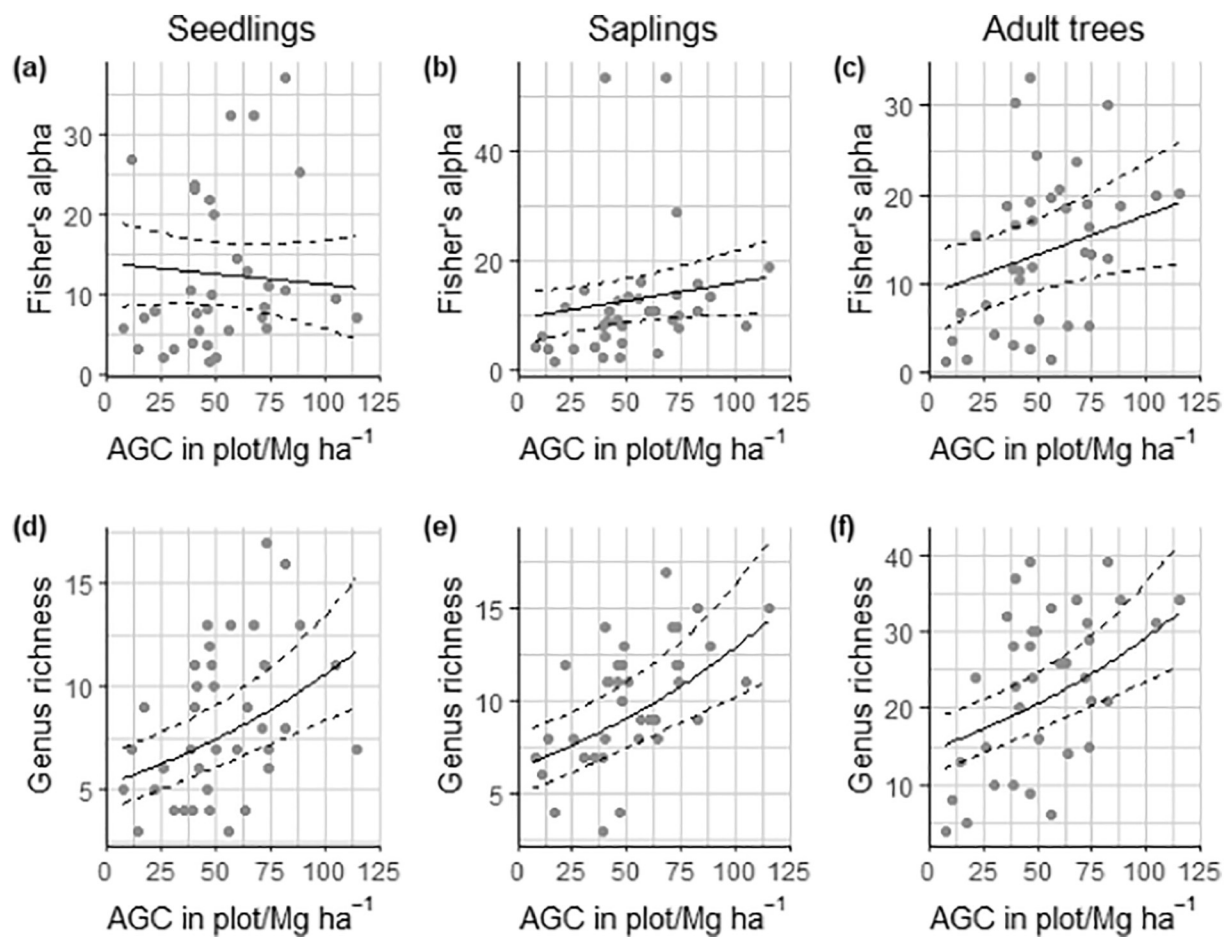 Seedlings Saplings Adult trees
(a) (b) (c)
Fisher's alpha Fisher's alpha Fisher's alpha
30
20
10
0
40
20
0
30
20
10
0
0 25 50 75 100 125 0 25 50 75 100 125 0 25 50 75 100 125
AGC in plot/Mg ha⁻¹ AGC in plot/Mg ha⁻¹ AGC in plot/Mg ha⁻¹
(d) (e) (f)
Genus richness Genus richness Genus richness
15
10
5
15
10
5
40
30
20
10
0 25 50 75 100 125 0 25 50 75 100 125 0 25 50 75 100 125
AGC in plot/Mg ha⁻¹ AGC in plot/Mg ha⁻¹ AGC in plot/Mg ha⁻¹